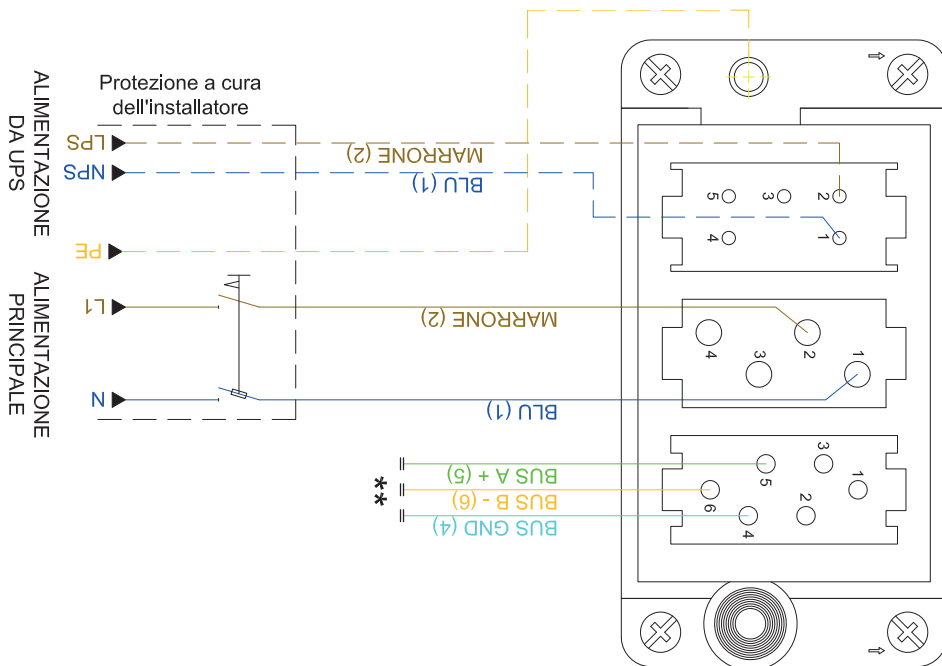 ALIMENTAZIONE
DA UPS
Protezione a cura
dell'installatore
LPS
MARRONE (2)
NPS
BLU (1)
PE
ALIMENTAZIONE
PRINCIPALE
L1
MARRONE (2)
N
BLU (1)
**
BUS A + (5)
BUS B - (6)
BUS GND (4)
5
3
2
4
1
4
2
3
1
3
5
1
6
2
4